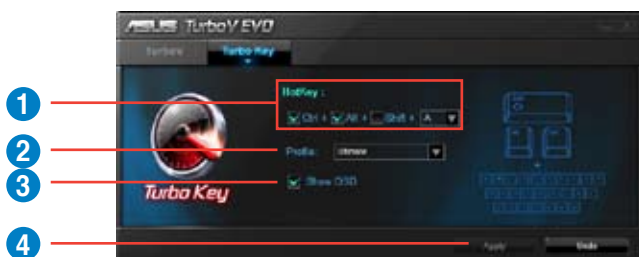 ASUS TurboV EVO
Turbo Key
HotKey :
1
Ctrl + Alt + Shift + A
2
Profile:
3
Show OSD
Turbo Key
4
Apply
Undo